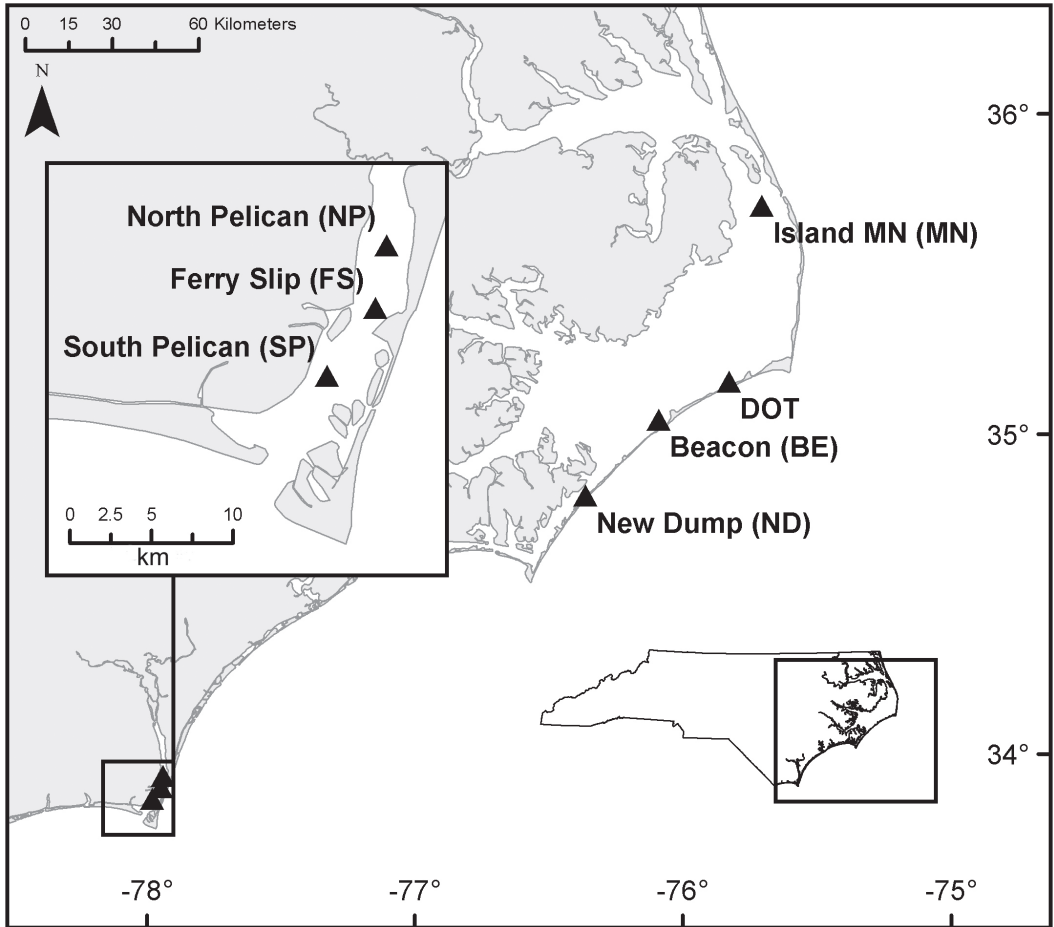 0 15 30 60 Kilometers
N
36°
North Pelican (NP)
Island MN (MN)
Ferry Slip (FS)
South Pelican (SP)
DOT
35°
Beacon (BE)
0 2.5 5 10
km
New Dump (ND)
34°
-78° -77° -76° -75°